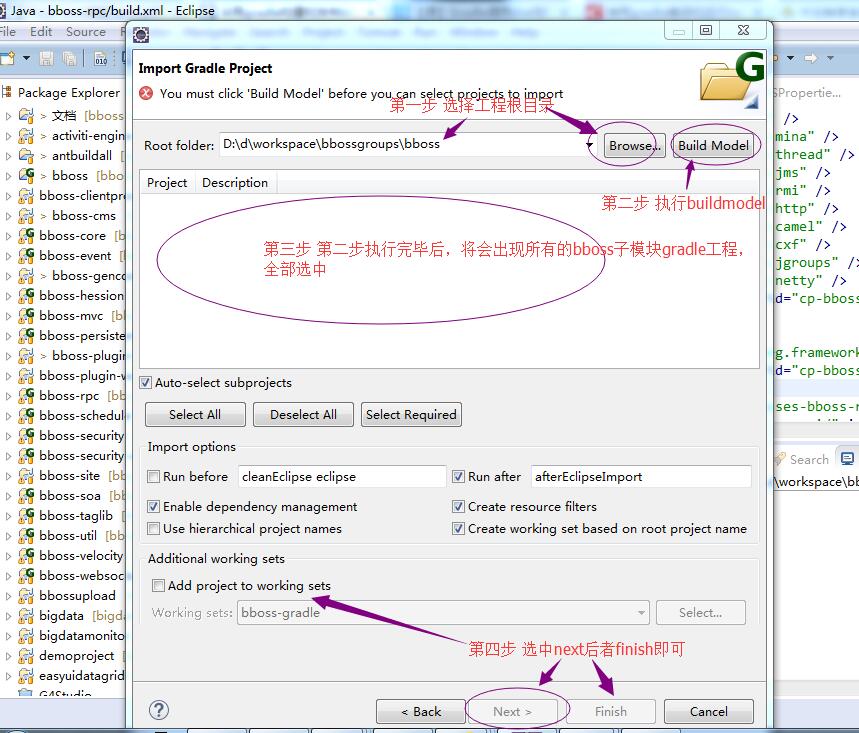 Java - bboss-rpc/build.xml - Eclipse
File Edit Source
Package Explorer
> 文档 [bboss
> activiti-engin
> antbuildall [
> bboss [bboss
bboss-clientpr
> bboss-cms
bboss-core [b
bboss-event [
> bboss-genco
bboss-hession
bboss-mvc [bl
bboss-persiste
> bboss-plugin
bboss-plugin-w
bboss-rpc [bb
bboss-schedul
bboss-security
bboss-security
bboss-site [bb
bboss-soa [bb
bboss-taglib [
bboss-util [bb
bboss-velocity
bboss-websoc
bbossupload
bigdata [bigda
bigdatamonito
demoproject [
easyuidatagrid
G4Studio
Import Gradle Project
You must click 'Build Model' before you can select projects to import
第一步 选择工程根目录
Root folder: D:\d\workspace\bbossgroups\bboss Browse... Build Model
第二步 执行buildmodel
Project Description
第三步 第二步执行完毕后，将会出现所有的bboss子模块gradle工程，
全部选中
Auto-select subprojects
Select All Deselect All Select Required
Import options
Run before cleanEclipse eclipse Run after afterEclipseImport
Enable dependency management Create resource filters
Use hierarchical project names Create working set based on root project name
Additional working sets
Add project to working sets
Working sets: bboss-gradle Select...
第四步 选中next后者finish即可
< Back Next > Finish Cancel
SPropertie...
/>
mina" />
thread" />
jms" />
rmi" />
http" />
camel" />
cxf" />
jgroups" />
netty" />
d="cp-bboss
g.framework
d="cp-bboss
ses-bboss-r
Search
\workspace\bb